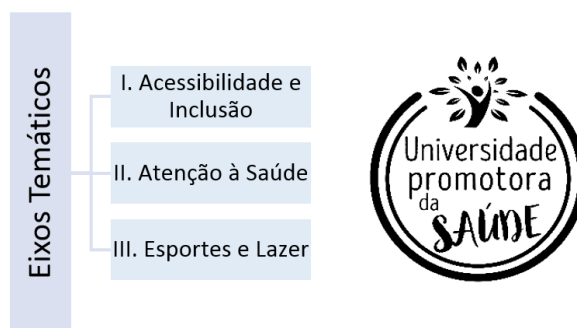 Eixos Temáticos
I. Acessibilidade e
Inclusão
II. Atenção à Saúde
III. Esportes e Lazer
Universidade
promotora
da
SAÚDE